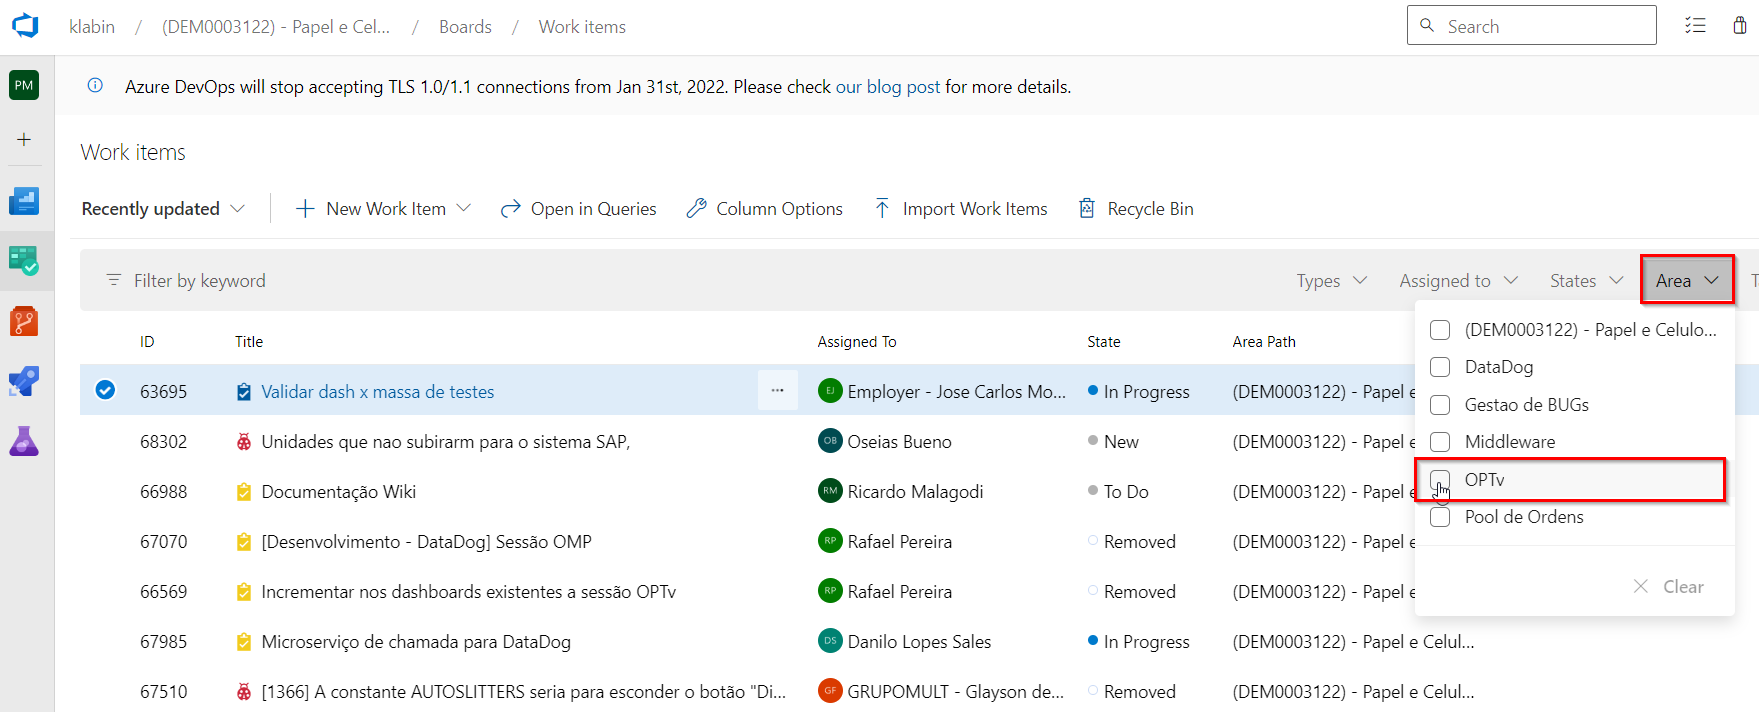 klabin / (DEM0003122) - Papel e Cel... / Boards / Work items
Search
PM
Azure DevOps will stop accepting TLS 1.0/1.1 connections from Jan 31st, 2022. Please check our blog post for more details.
Work items
Recently updated
New Work Item
Open in Queries
Column Options
Import Work Items
Recycle Bin
Filter by keyword
Types
Assigned to
States
Area
ID Title Assigned To State Area Path
63695 Validar dash x massa de testes ... EJ Employer - Jose Carlos Mo... In Progress (DEM0003122) - Papel e
68302 Unidades que nao subirarm para o sistema SAP, OB Oseias Bueno New (DEM0003122) - Papel e
66988 Documentação Wiki RM Ricardo Malagodi To Do (DEM0003122) - Papel e
67070 [Desenvolvimento - DataDog] Sessão OMP RP Rafael Pereira Removed (DEM0003122) - Papel e
66569 Incrementar nos dashboards existentes a sessão OPTv RP Rafael Pereira Removed (DEM0003122) - Papel e
67985 Microserviço de chamada para DataDog DS Danilo Lopes Sales In Progress (DEM0003122) - Papel e Celul...
67510 [1366] A constante AUTOSLITTERS seria para esconder o botão "Di... GF GRUPOMULT - Glayson de... Removed (DEM0003122) - Papel e Celul...
(DEM0003122) - Papel e Celulo...
DataDog
Gestao de BUGs
Middleware
OPTv
Pool de Ordens
Clear